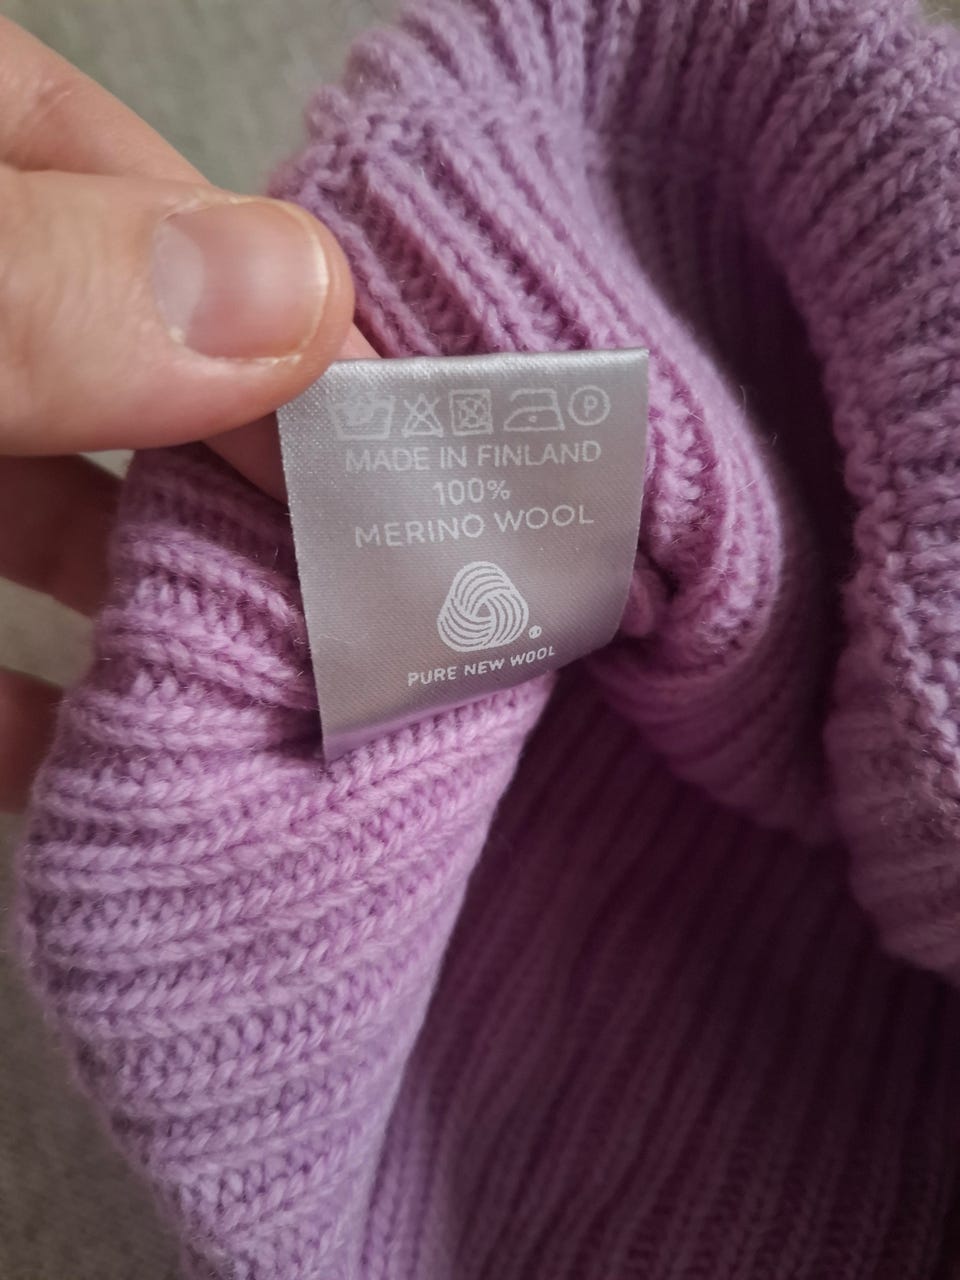 P
MADE IN FINLAND
100%
MERINO WOOL
PURE NEW WOOL